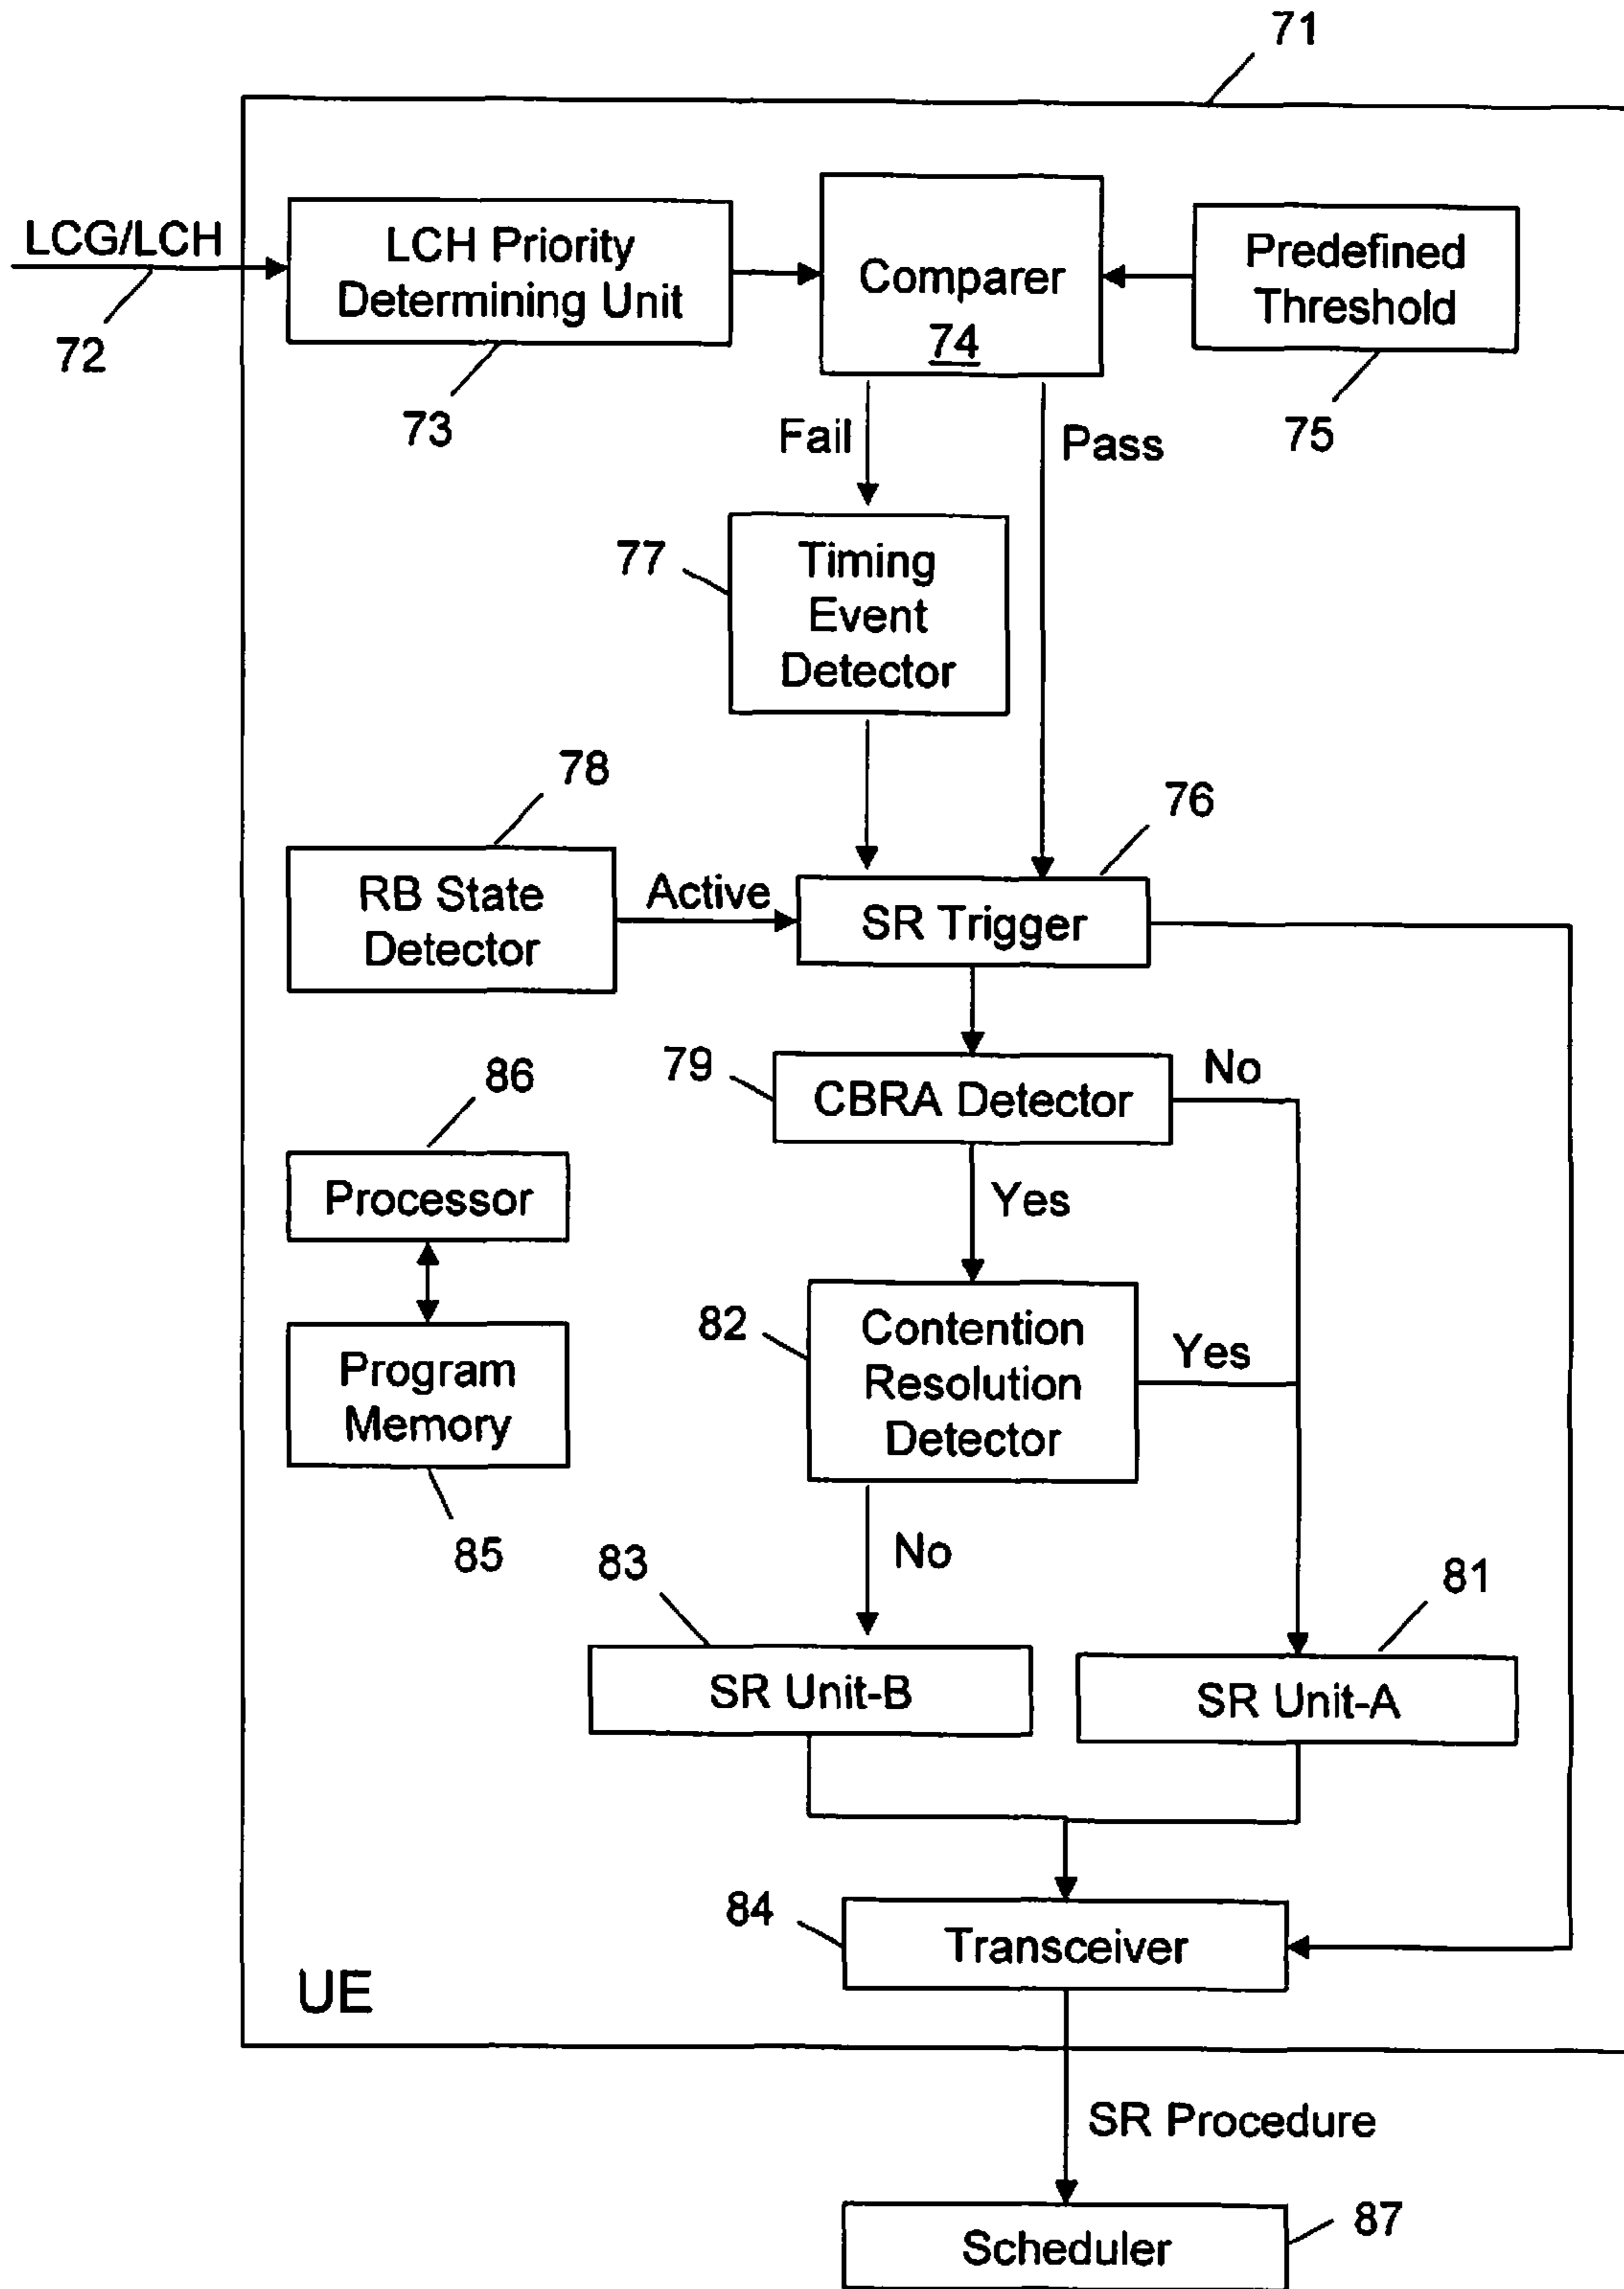 71
LCG/LCH
72
LCH Priority
Determining Unit
73
Comparer
74
Predefined
Threshold
75
Fail
Pass
77
Timing
Event
Detector
78
RB State
Detector
Active
76
SR Trigger
79
CBRA Detector
No
86
Processor
Yes
82
Contention
Resolution
Detector
Yes
Program
Memory
85
No
83
SR Unit-B
81
SR Unit-A
84
Transceiver
UE
SR Procedure
Scheduler
87